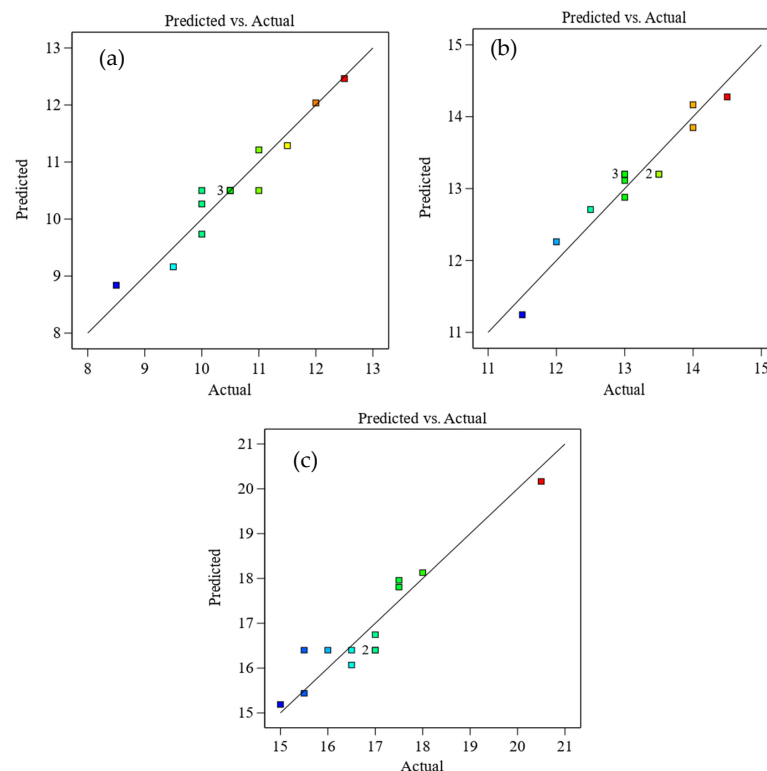 Predicted vs. Actual
(a)
13
12
11
10
9
8
3
Predicted
8 9 10 11 12 13
Actual
Predicted vs. Actual
(b)
15
14
13
12
11
3 2
Predicted
11 12 13 14 15
Actual
Predicted vs. Actual
(c)
21
20
19
18
17
16
15
2
Predicted
15 16 17 18 19 20 21
Actual